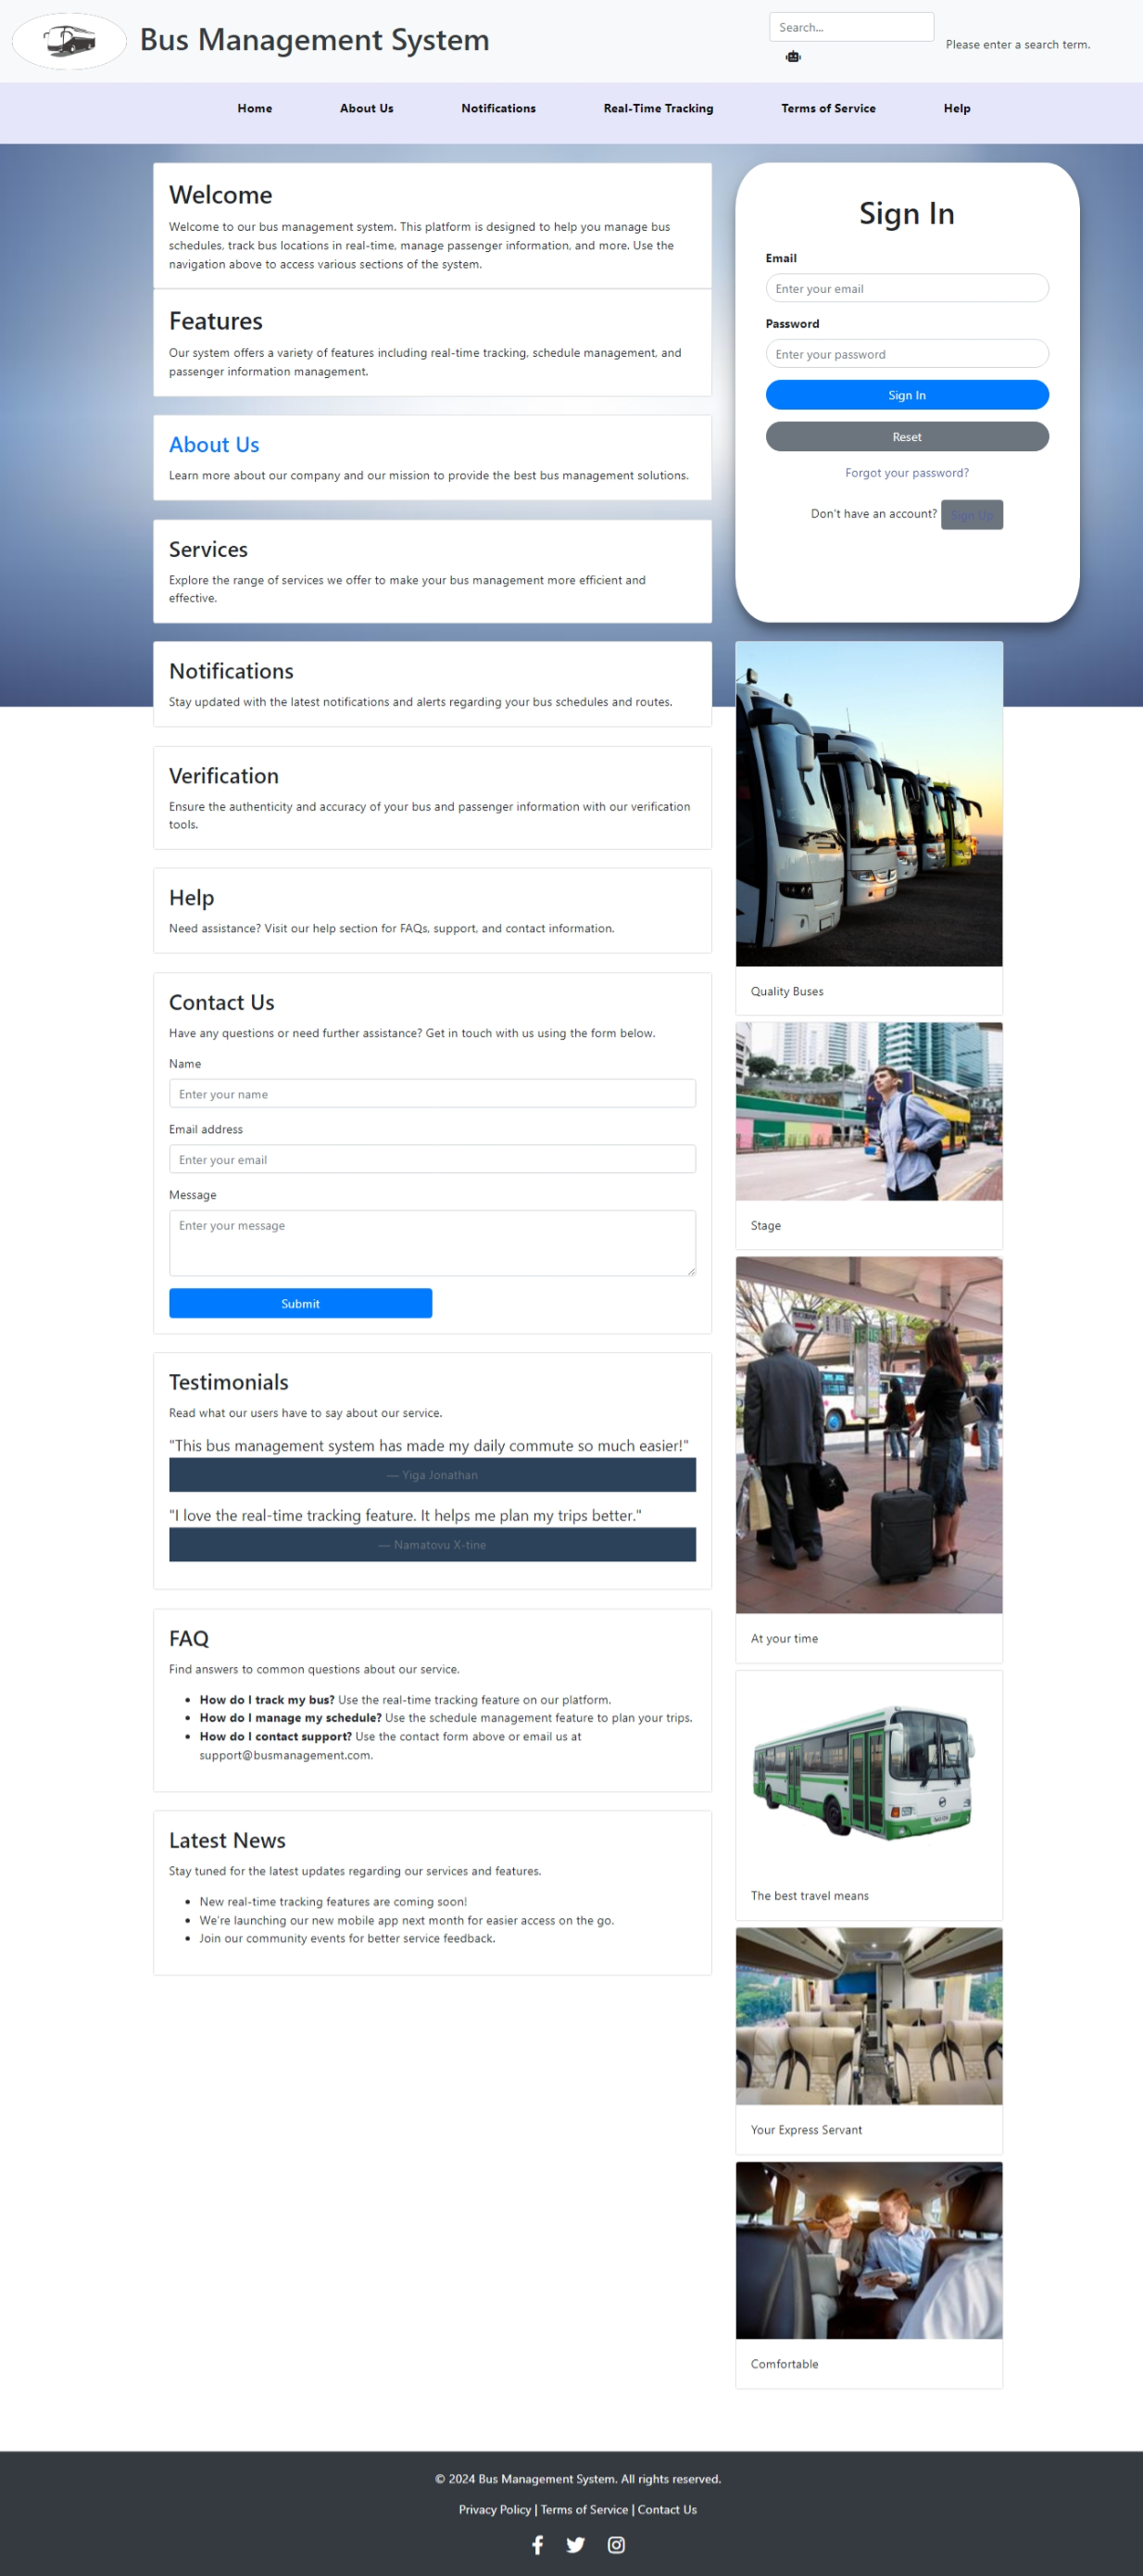 Bus Management System
Search...
Please enter a search term.
Home
About Us
Notifications
Real-Time Tracking
Terms of Service
Help
Welcome
Welcome to our bus management system. This platform is designed to help you manage bus
schedules, track bus locations in real-time, manage passenger information, and more. Use the
navigation above to access various sections of the system.
Features
Our system offers a variety of features including real-time tracking, schedule management, and
passenger information management.
About Us
Learn more about our company and our mission to provide the best bus management solutions.
Services
Explore the range of services we offer to make your bus management more efficient and
effective.
Notifications
Stay updated with the latest notifications and alerts regarding your bus schedules and routes.
Verification
Ensure the authenticity and accuracy of your bus and passenger information with our verification
tools.
Help
Need assistance? Visit our help section for FAQs, support, and contact information.
Contact Us
Have any questions or need further assistance? Get in touch with us using the form below.
Name
Enter your name
Email address
Enter your email
Message
Enter your message
Submit
Testimonials
Read what our users have to say about our service.
"This bus management system has made my daily commute so much easier!"
— Yiga Jonathan
"I love the real-time tracking feature. It helps me plan my trips better."
— Namatovu X-tine
FAQ
Find answers to common questions about our service.
• How do I track my bus? Use the real-time tracking feature on our platform.
• How do I manage my schedule? Use the schedule management feature to plan your trips.
• How do I contact support? Use the contact form above or email us at
support@busmanagement.com.
Latest News
Stay tuned for the latest updates regarding our services and features.
• New real-time tracking features are coming soon!
• We're launching our new mobile app next month for easier access on the go.
• Join our community events for better service feedback.
Sign In
Email
Enter your email
Password
Enter your password
Sign In
Reset
Forgot your password?
Don't have an account? Sign Up
Quality Buses
Stage
At your time
The best travel means
Your Express Servant
Comfortable
© 2024 Bus Management System. All rights reserved.
Privacy Policy | Terms of Service | Contact Us